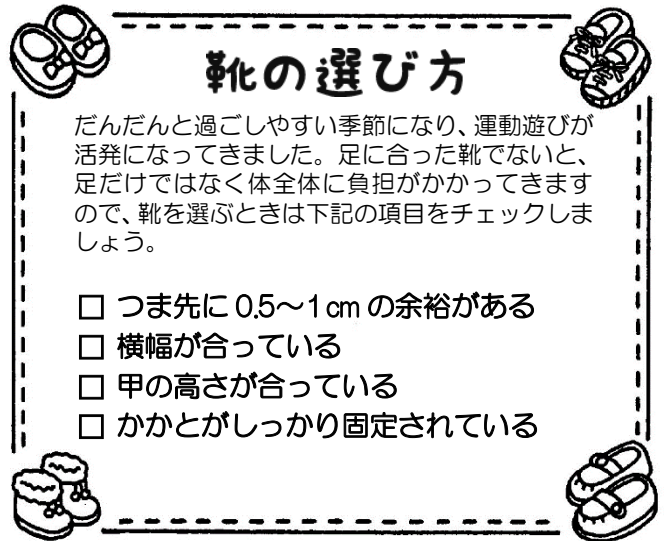 靴の選び方
だんだんと過ごしやすい季節になり、運動遊びが
活発になってきました。足に合った靴でないと、
足だけではなく体全体に負担がかかってきます
ので、靴を選ぶときは下記の項目をチェックしま
しょう。
□ つま先に 0.5〜1cm の余裕がある
□ 横幅が合っている
□ 甲の高さが合っている
□ かかとがしっかり固定されている